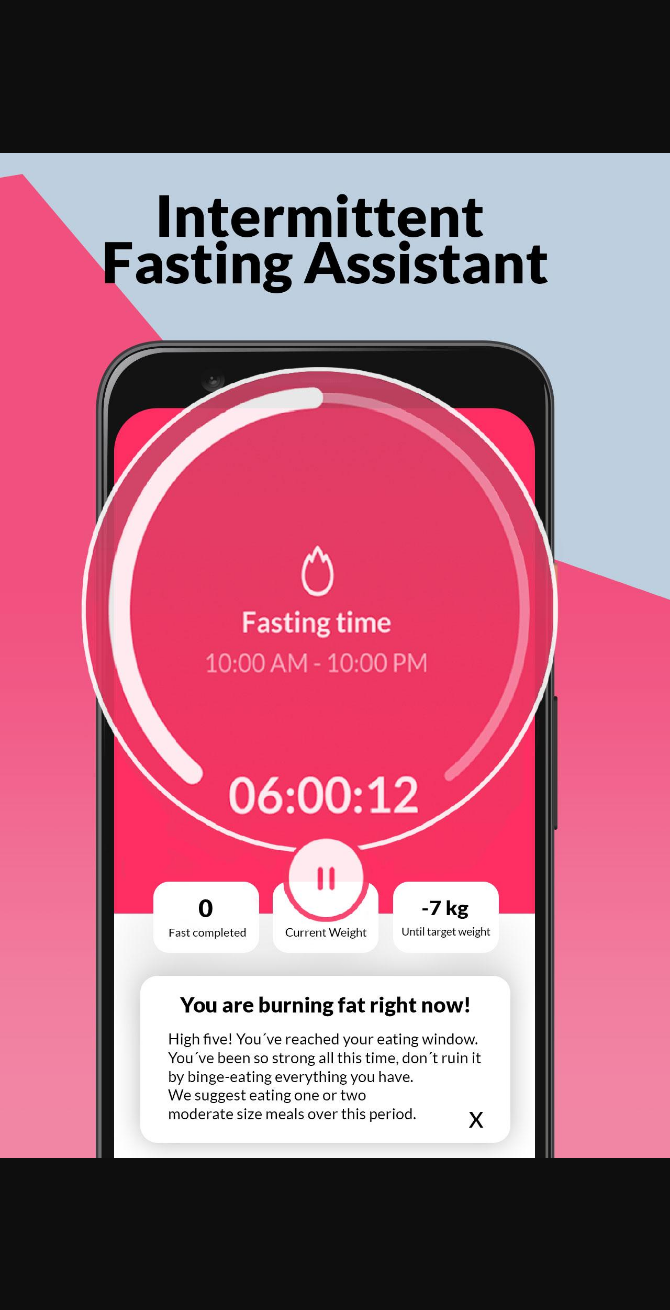 Intermittent
Fasting Assistant
Fasting time
10:00 AM - 10:00 PM
06:00:12
0
Fast completed
Current Weight
-7 kg
Until target weight
You are burning fat right now!
High five! You´ve reached your eating window.
You´ve been so strong all this time, don´t ruin it
by binge-eating everything you have.
We suggest eating one or two
moderate size meals over this period.
X